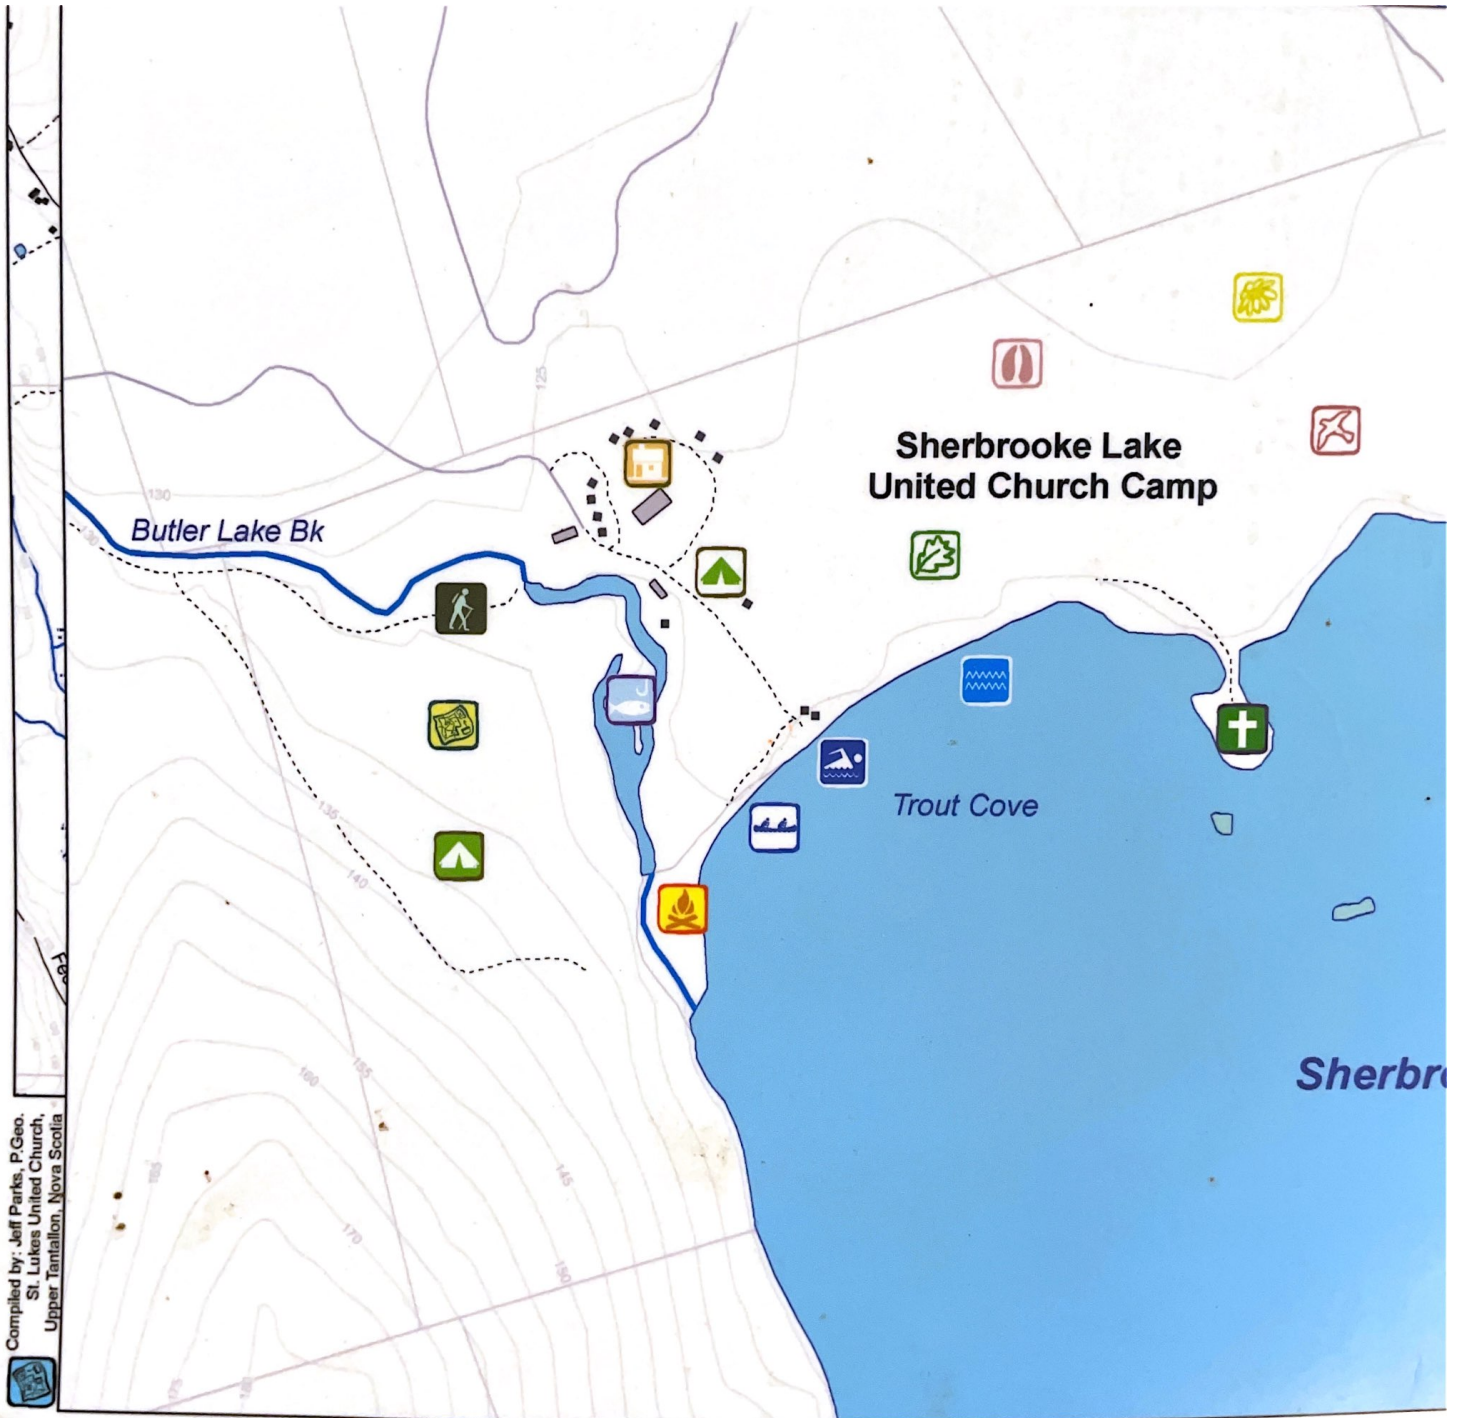 125
130
Butler Lake Bk
130
Sherbrooke Lake
United Church Camp
Trout Cove
135
140
Sherbr
155
160
165
145
170
150
175
180
Compiled by: Jeff Parks, P.Geo.
St. Lukes United Church,
Upper Tantallon, Nova Scotia